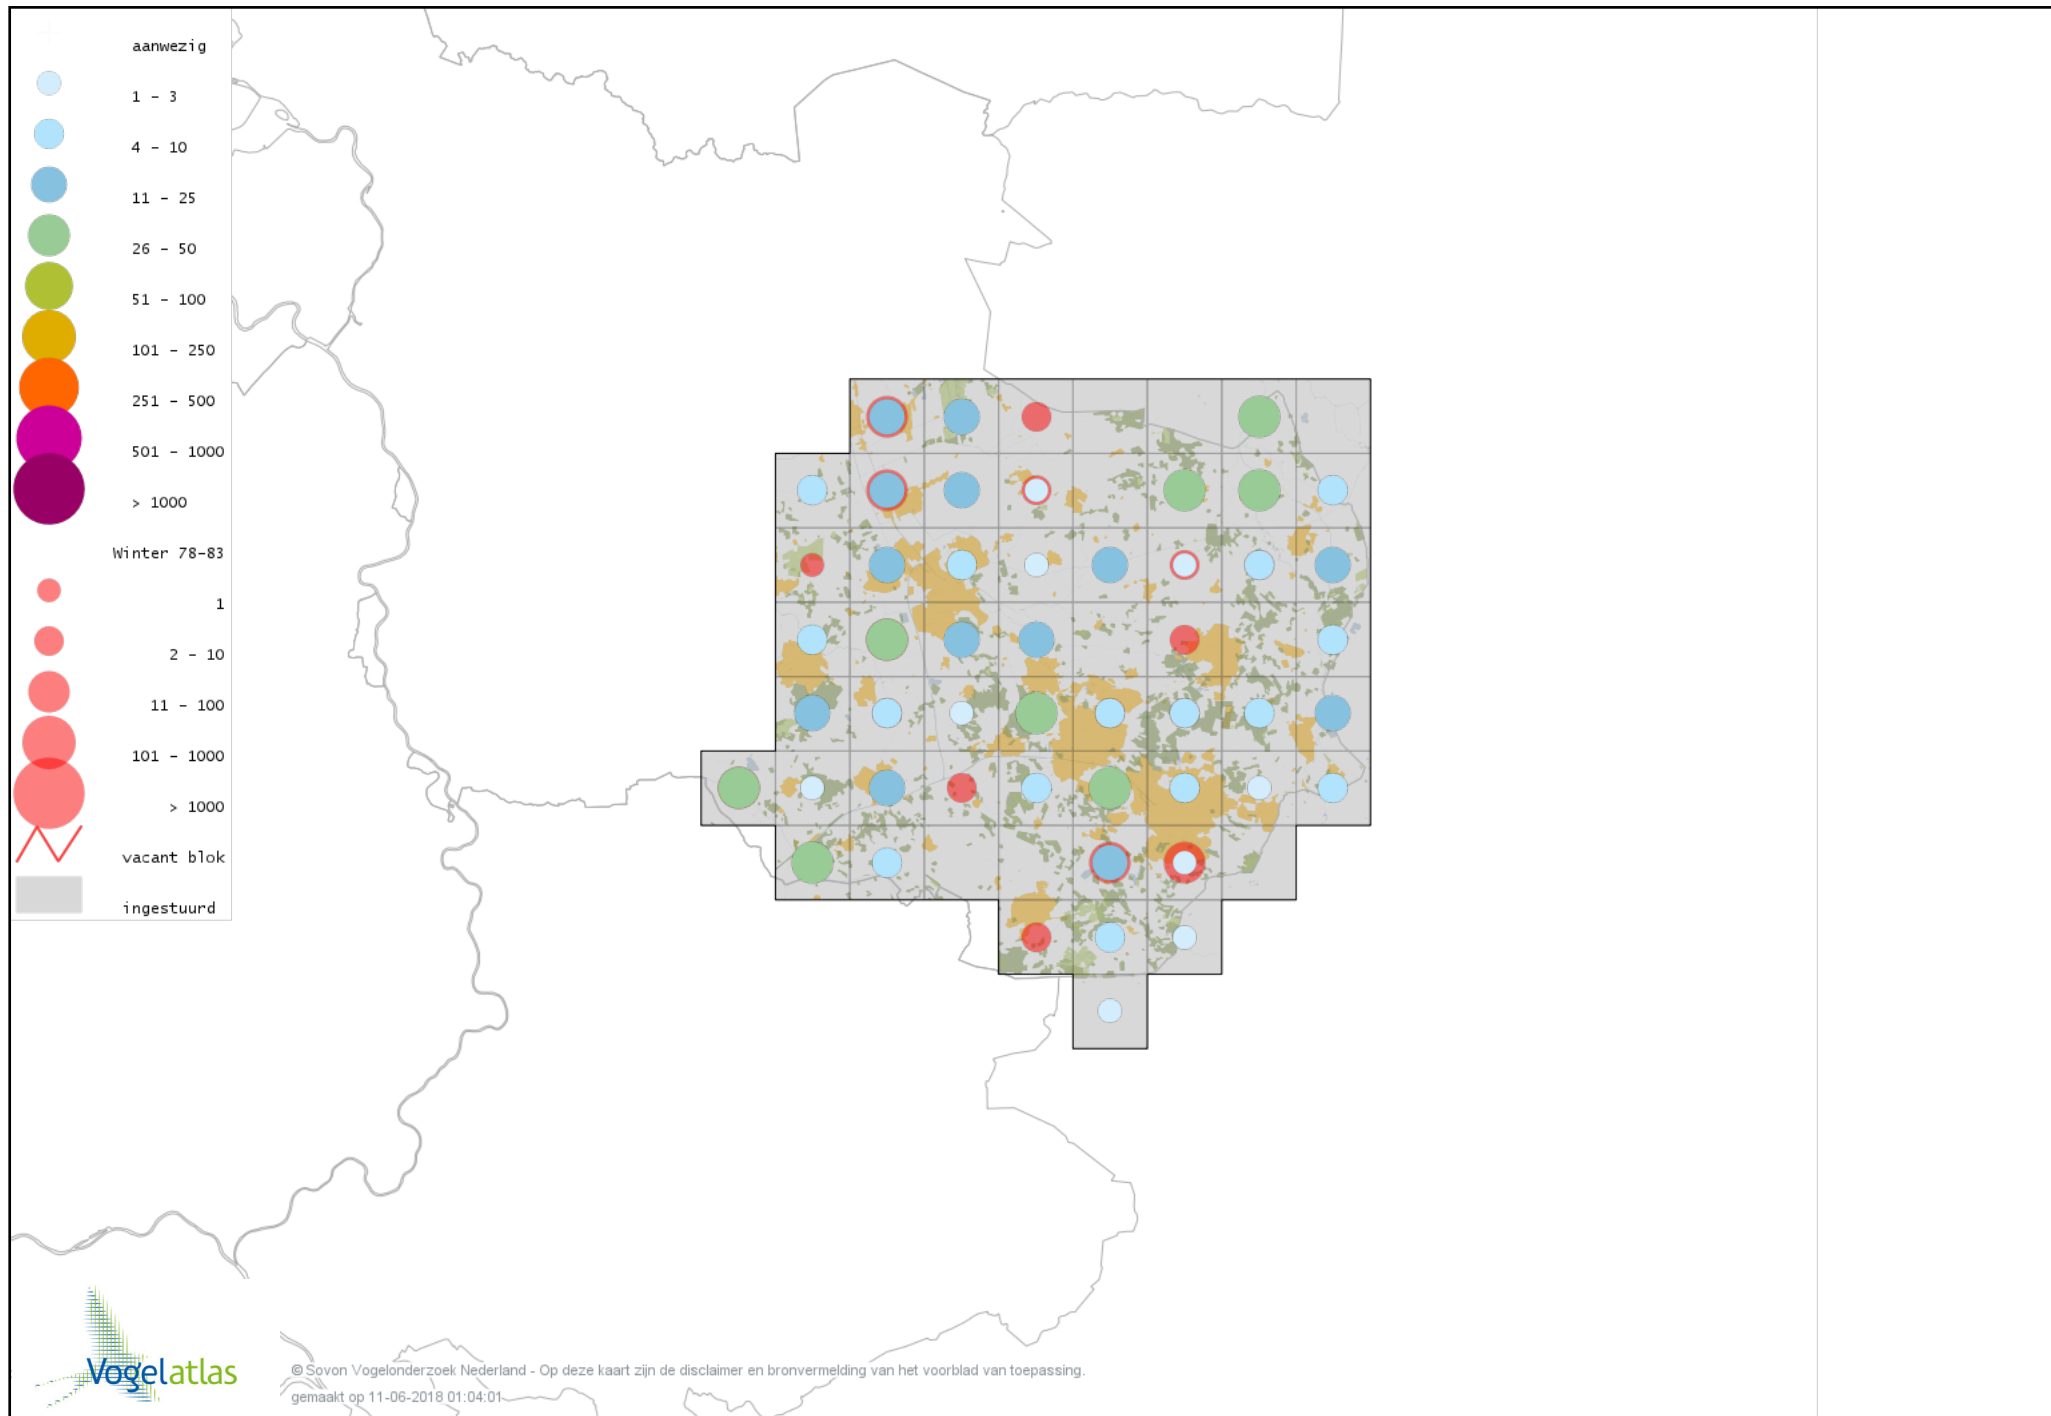 aanwezig
1 - 3
4 - 10
11 - 25
26 - 50
51 - 100
101 - 250
251 - 500
501 - 1000
> 1000
Winter 78-83
1
2 - 10
11 - 100
101 - 1000
> 1000
vacant blok
ingestuurd
Vogelatlas
© Sovon Vogelonderzoek Nederland - Op deze kaart zijn de disclaimer en bronvermelding van het voorblad van toepassing.
gemaakt op 11-06-2018 01:04:01